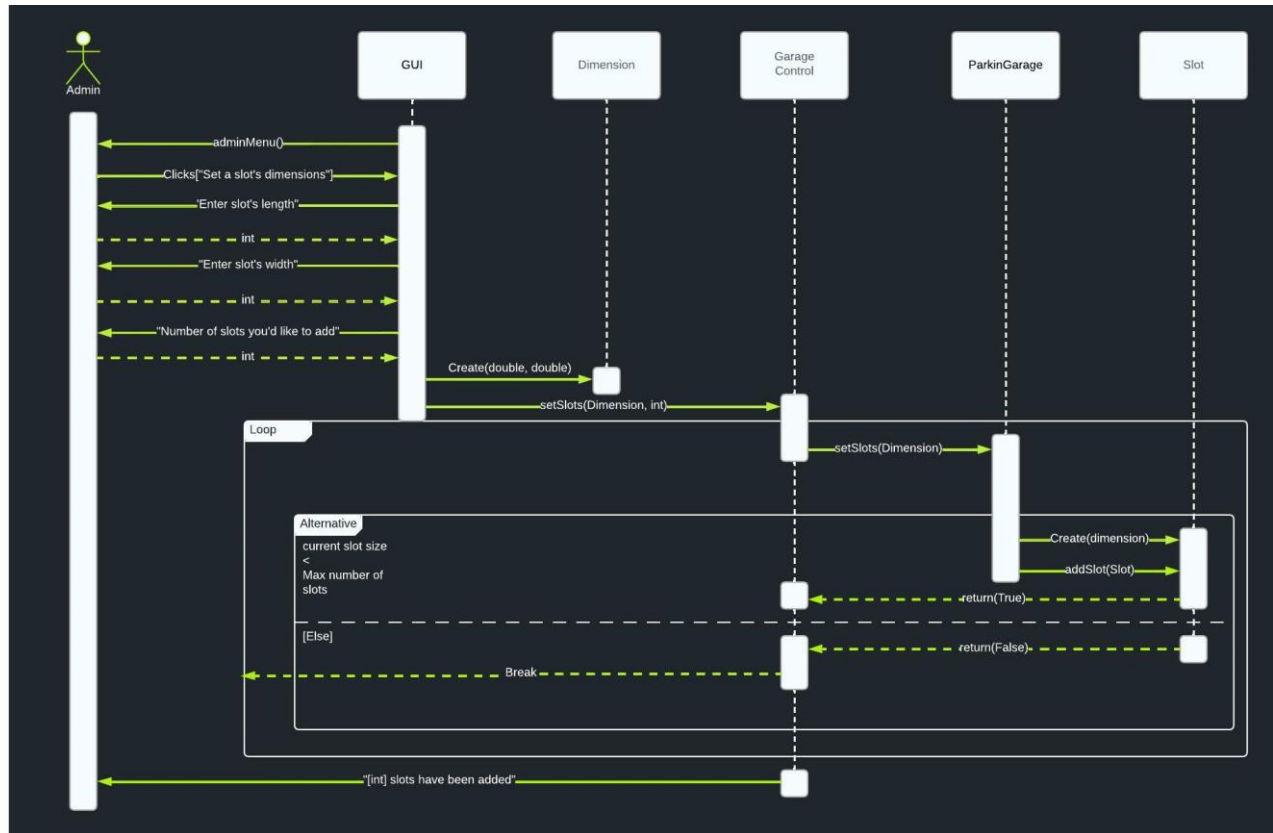 Admin
GUI
Dimension
Garage
Control
ParkinGarage
Slot
adminMenu()
Clicks["Set a slot's dimensions"]
'Enter slot's length"
int
"Enter slot's width"
int
"Number of slots you'd like to add"
int
Create(double, double)
setSlots(Dimension, int)
Loop
setSlots(Dimension)
Alternative
current slot size
<
Max number of
slots
Create(dimension)
addSlot(Slot)
return(True)
[Else]
return(False)
Break
"[int] slots have been added"